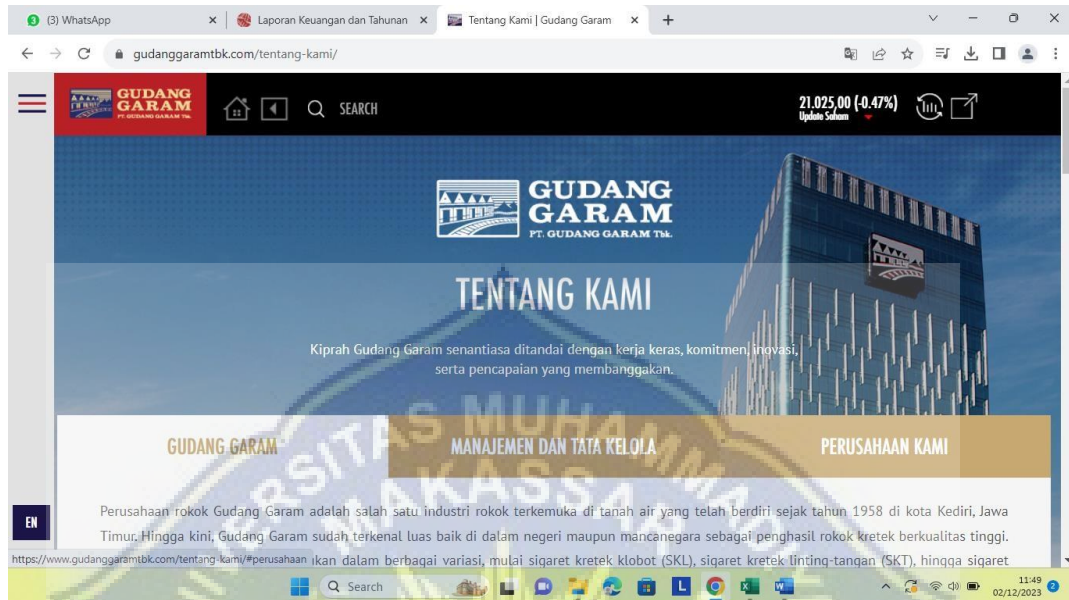 (3) WhatsApp
Laporan Keuangan dan Tahunan
Tentang Kami | Gudang Garam
gudanggaramtbk.com/tentang-kami/
GUDANG
GARAM
PT. GUDANG GARAM Tbk.
SEARCH
21.025,00 (-0.47%)
Update Saham
GUDANG
GARAM
PT. GUDANG GARAM Tbk.
TENTANG KAMI
Kiprah Gudang Garam senantiasa ditandai dengan kerja keras, komitmen, inovasi,
serta pencapaian yang membanggakan.
GUDANG GARAM
MANAJEMEN DAN TATA KELOLA
PERUSAHAAN KAMI
Perusahaan rokok Gudang Garam adalah salah satu industri rokok terkemuka di tanah air yang telah berdiri sejak tahun 1958 di kota Kediri, Jawa
Timur. Hingga kini, Gudang Garam sudah terkenal luas baik di dalam negeri maupun mancanegara sebagai penghasil rokok kretek berkualitas tinggi.
ikan dalam berbagai variasi, mulai sigaret kretek klobot (SKL), sigaret kretek linting-tangan (SKT), hingga sigaret
EN
https://www.gudanggaramtbk.com/tentang-kami/#perusahaan
Search
11:49
02/12/2023
2